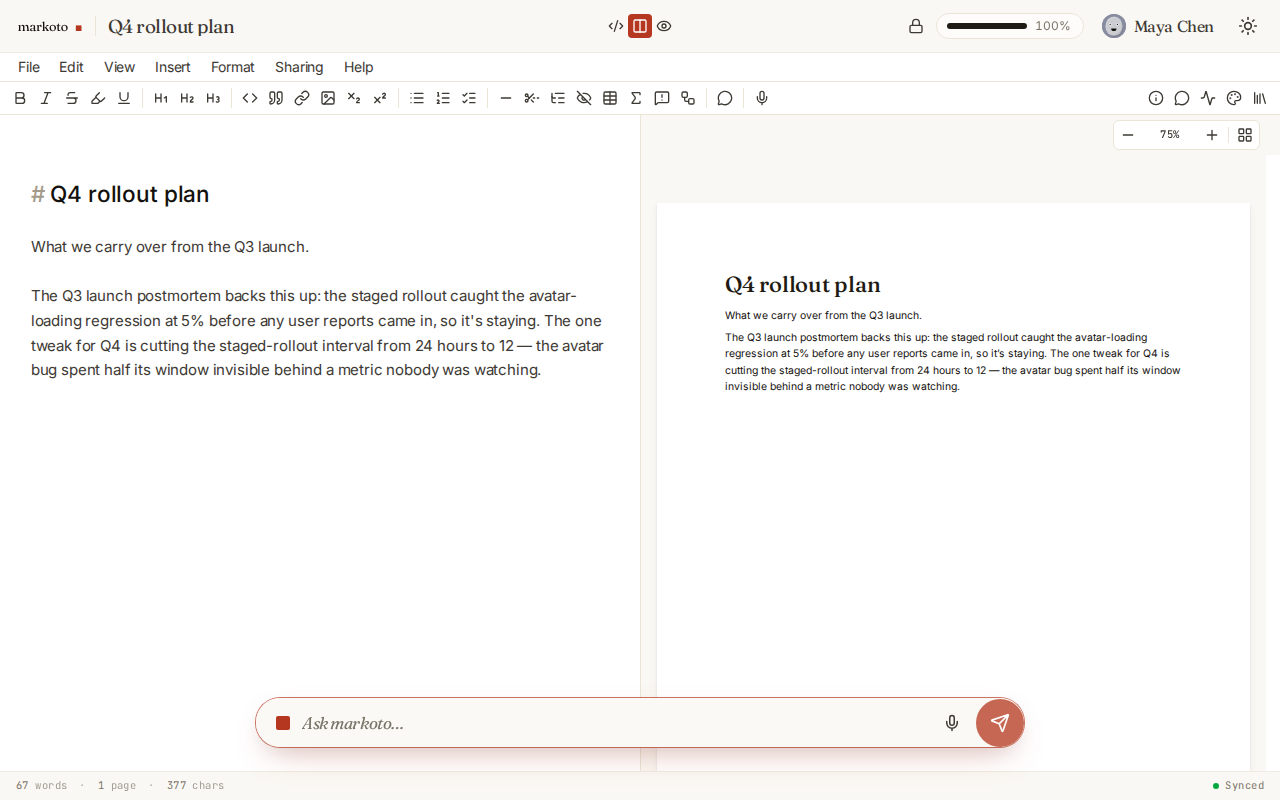 markoto
Q4 rollout plan
100%
Maya Chen
File Edit View Insert Format Sharing Help
H1 H2 H3
75%
# Q4 rollout plan
What we carry over from the Q3 launch.
The Q3 launch postmortem backs this up: the staged rollout caught the avatar-
loading regression at 5% before any user reports came in, so it's staying. The one
tweak for Q4 is cutting the staged-rollout interval from 24 hours to 12 — the avatar
bug spent half its window invisible behind a metric nobody was watching.
Q4 rollout plan
What we carry over from the Q3 launch.
The Q3 launch postmortem backs this up: the staged rollout caught the avatar-loading
regression at 5% before any user reports came in, so it's staying. The one tweak for Q4 is
cutting the staged-rollout interval from 24 hours to 12 — the avatar bug spent half its window
invisible behind a metric nobody was watching.
Ask markoto...
67 words · 1 page · 377 chars
Synced